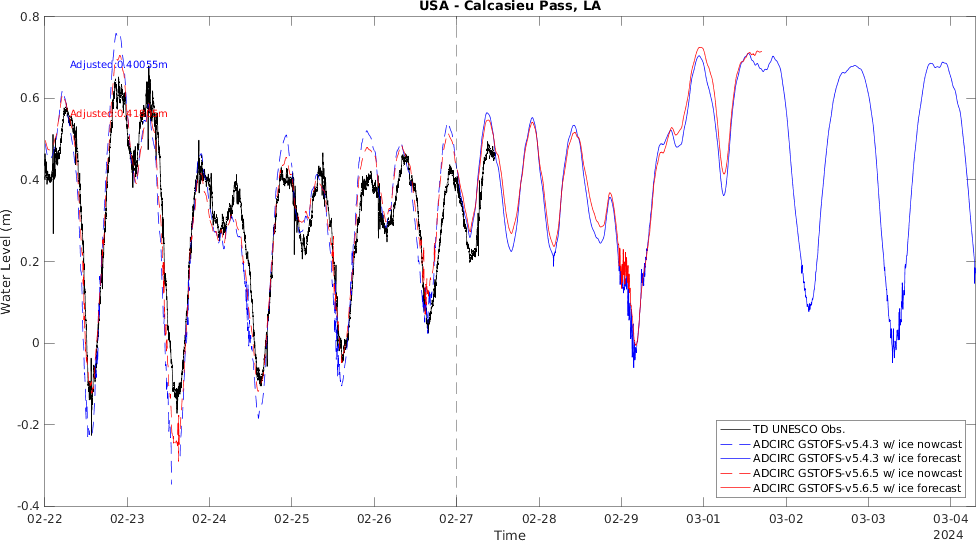 USA - Calcasieu Pass, LA
0.8
0.6
0.4
0.2
0
-0.2
-0.4
Water Level (m)
Adjusted:0.40055m
02-22
02-23
02-24
02-25
02-26
02-27
02-28
02-29
03-01
03-02
03-03
03-04
Time
2024
TD UNESCO Obs.
ADCIRC GSTOFS-v5.4.3 w/ ice nowcast
ADCIRC GSTOFS-v5.4.3 w/ ice forecast
ADCIRC GSTOFS-v5.6.5 w/ ice nowcast
ADCIRC GSTOFS-v5.6.5 w/ ice forecast